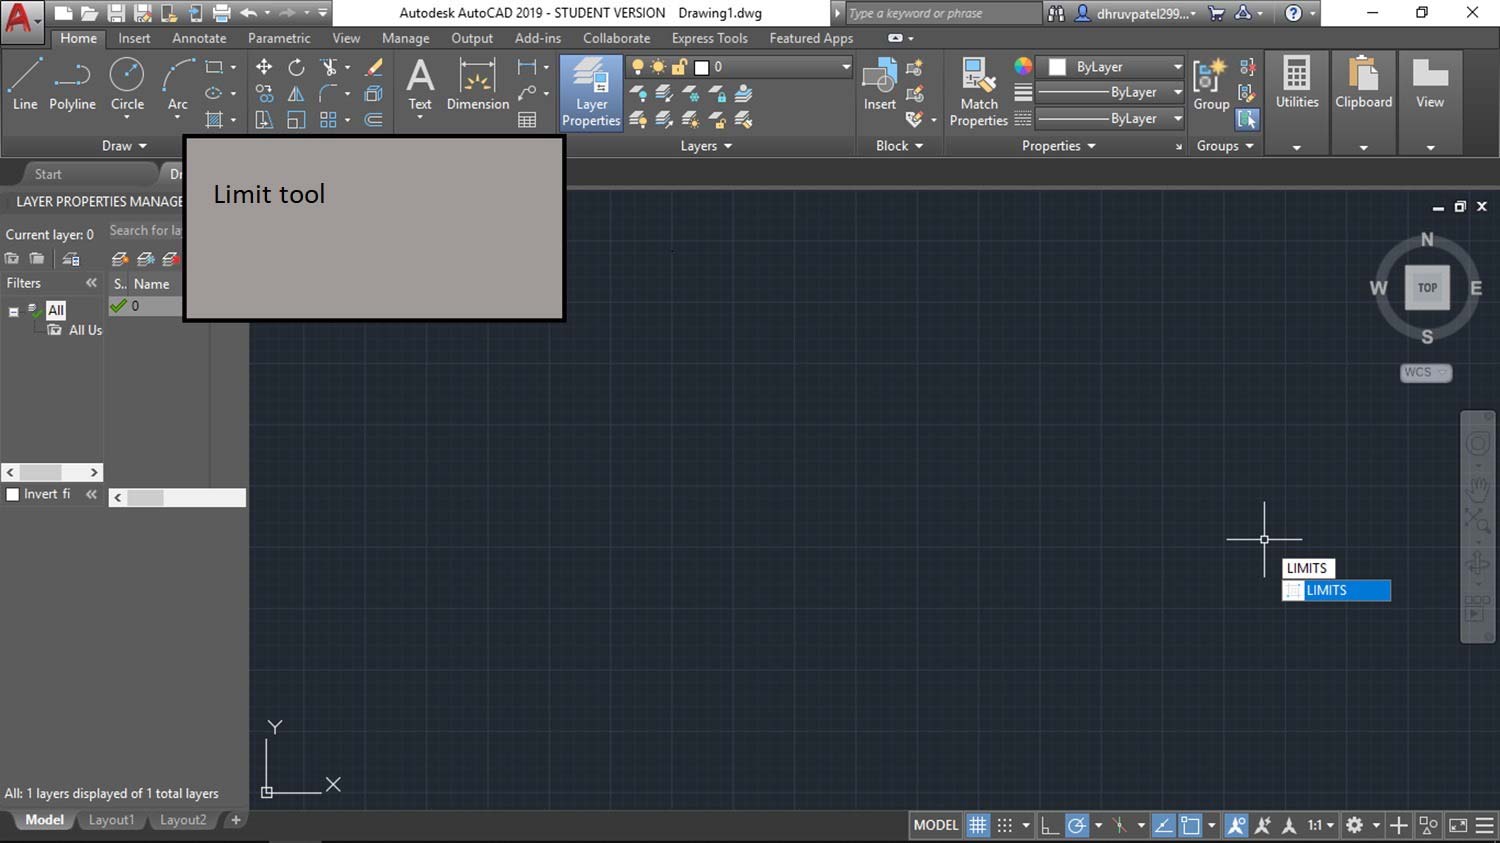 Autodesk AutoCAD 2019 - STUDENT VERSION Drawing1.dwg
Type a keyword or phrase
dhruvpatel299...
Home Insert Annotate Parametric View Manage Output Add-ins Collaborate Express Tools Featured Apps
A
Line Polyline Circle Arc
Text Dimension
Layer Properties
0
Insert
Match Properties
ByLayer
ByLayer
ByLayer
Group
Utilities
Clipboard
View
Draw
Layers
Block
Properties
Groups
Start
Limit tool
LAYER PROPERTIES MANAGE
Current layer: 0
Search for la
Filters
S.. Name
All
0
All Us
Invert fi
N
W TOP E
S
WCS
LIMITS
LIMITS
Y
X
All: 1 layers displayed of 1 total layers
Model Layout1 Layout2 +
MODEL
1:1